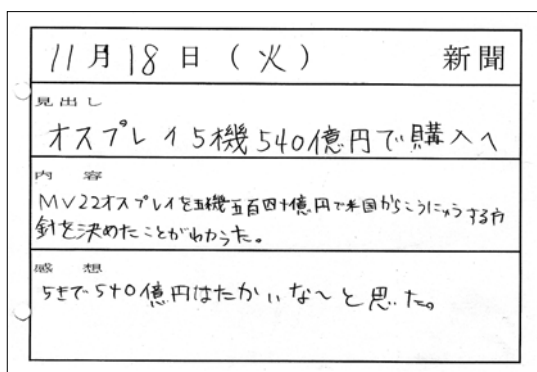 11月18日(火) 新聞
見出し
オスプレイ5機540億円で購入へ
内容
MV22オスプレイを五機五百四十億円で米国からこうにゅうする方
針を決めたことがわかった。
感想
5きで540億円はたかいな～と思った。